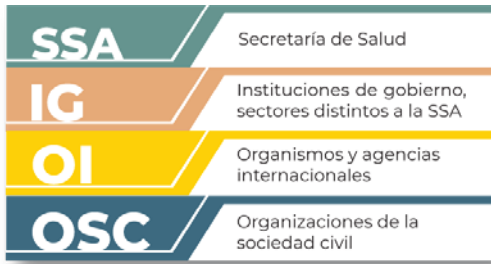 SSA
Secretaría de Salud
IG
Instituciones de gobierno,
sectores distintos a la SSA
OI
Organismos y agencias
internacionales
OSC
Organizaciones de la
sociedad civil